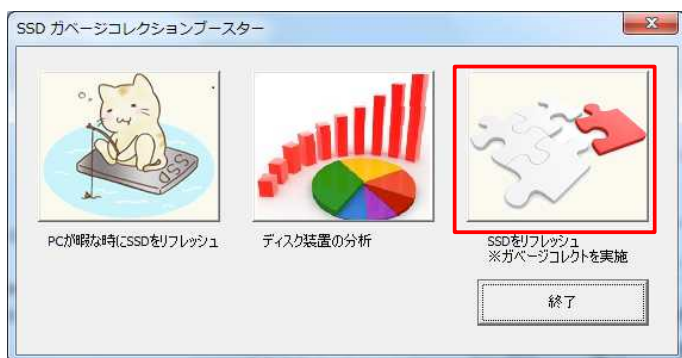 SSD ガベージコレクションブースター
SSD
PCが暇な時にSSDをリフレッシュ
ディスク装置の分析
SSDをリフレッシュ
※ガベージコレクトを実施
終了